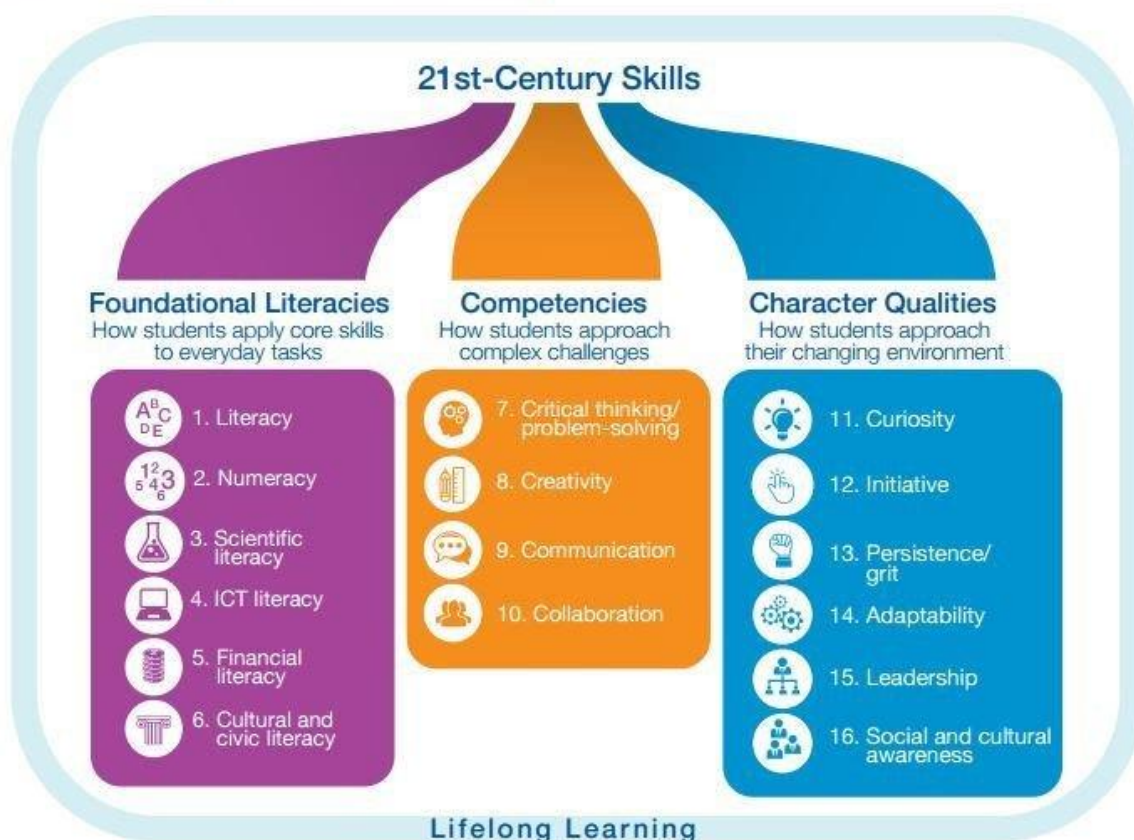 21st-Century Skills
Foundational Literacies
How students apply core skills
to everyday tasks
ABCDE
1. Literacy
123456
2. Numeracy
3. Scientific
literacy
4. ICT literacy
5. Financial
literacy
6. Cultural and
civic literacy
Competencies
How students approach
complex challenges
7. Critical thinking/
problem-solving
8. Creativity
9. Communication
10. Collaboration
Character Qualities
How students approach
their changing environment
11. Curiosity
12. Initiative
13. Persistence/
grit
14. Adaptability
15. Leadership
16. Social and cultural
awareness
Lifelong Learning